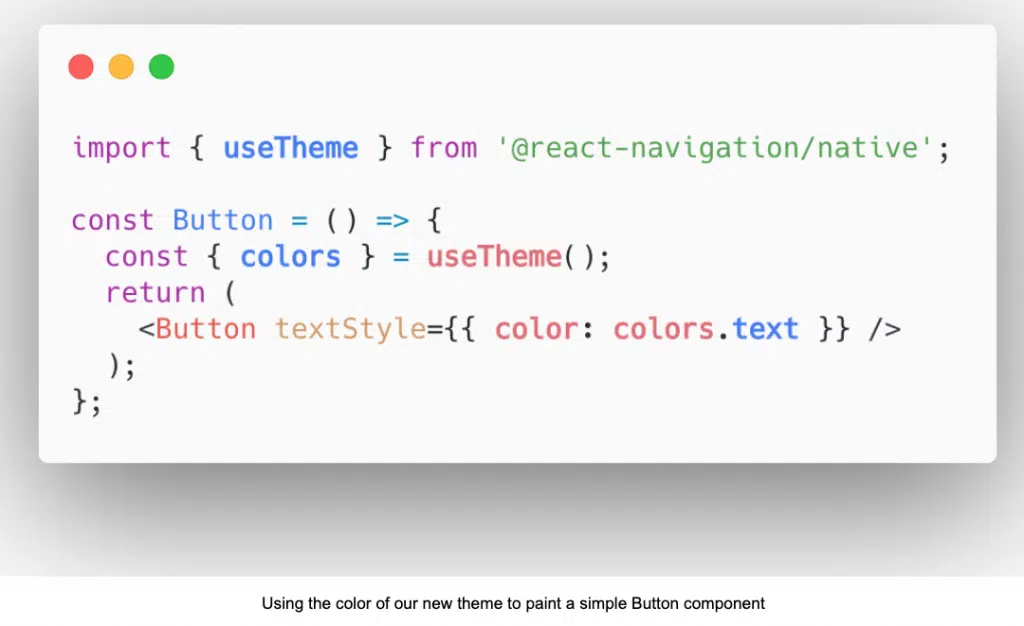 import { useTheme } from '@react-navigation/native';

const Button = () => {
  const { colors } = useTheme();
  return (
    <Button textStyle={{ color: colors.text }} />
  );
};
Using the color of our new theme to paint a simple Button component